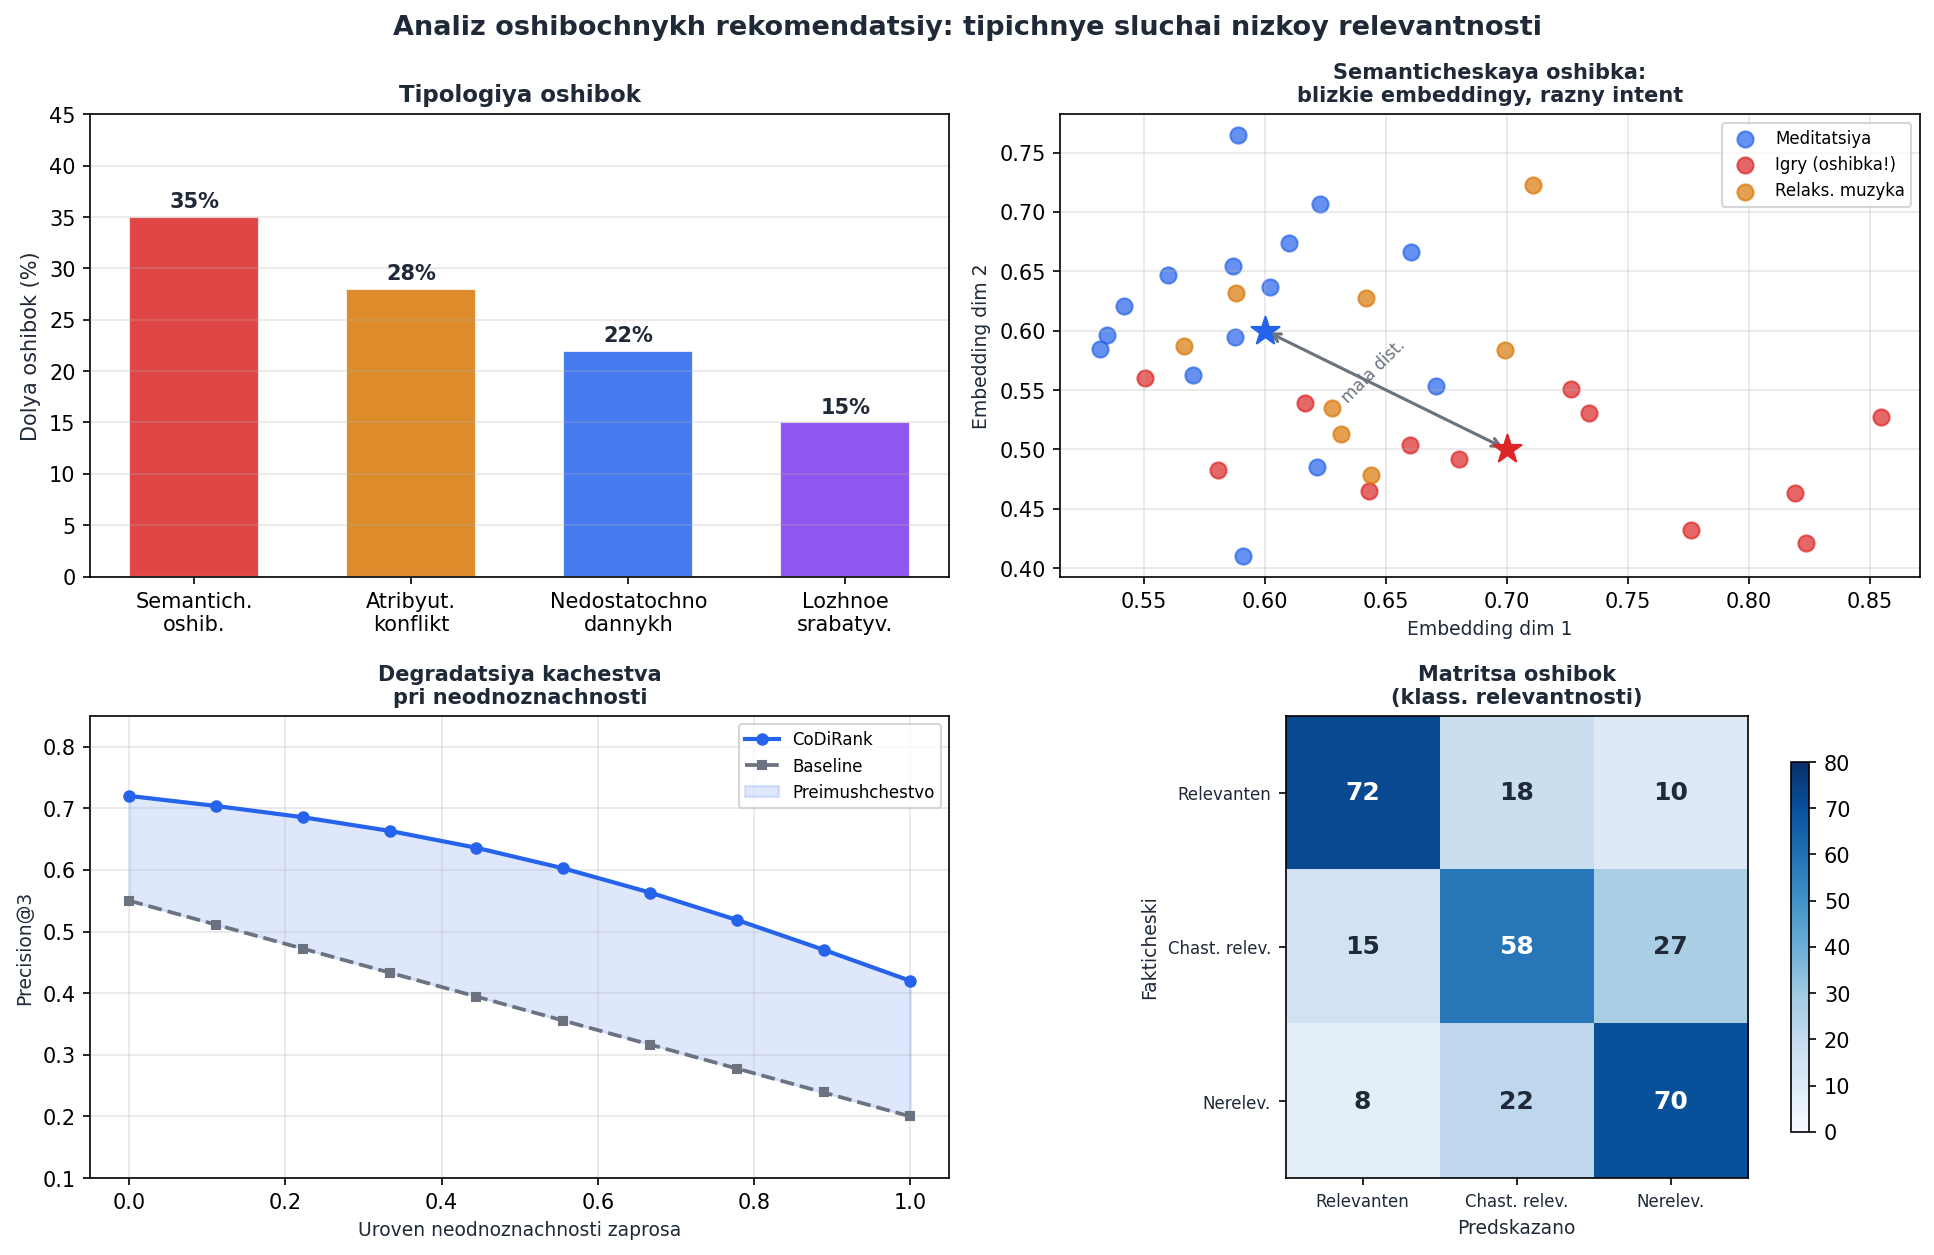 Analiz oshibochnykh rekomendatsiy: tipichnye sluchai nizkoy relevantnosti
Tipologiya oshibok
45
40
35
30
25
20
15
10
5
0
Dolya oshibok (%)
35%
28%
22%
15%
Semantich.
oshib.
Atribyut.
konflikt
Nedostatochno
dannykh
Lozhnoe
srabatyv.
Semanticheskaya oshibka:
blizkie embeddingy, razny intent
Meditatsiya
Igry (oshibka!)
Relaks. muzyka
0.75
0.70
0.65
0.60
0.55
0.50
0.45
0.40
Embedding dim 2
mala dist.
0.55 0.60 0.65 0.70 0.75 0.80 0.85
Embedding dim 1
Degradatsiya kachestva
pri neodnoznachnosti
CoDiRank
Baseline
Preimushchestvo
0.8
0.7
0.6
0.5
0.4
0.3
0.2
0.1
Precision@3
0.0 0.2 0.4 0.6 0.8 1.0
Uroven neodnoznachnosti zaprosa
Matritsa oshibok
(klass. relevantnosti)
Relevanten 72 18 10
Chast. relev. 15 58 27
Nerelev. 8 22 70
Fakticheski
Relevanten Chast. relev. Nerelev.
Predskazano
80
70
60
50
40
30
20
10
0